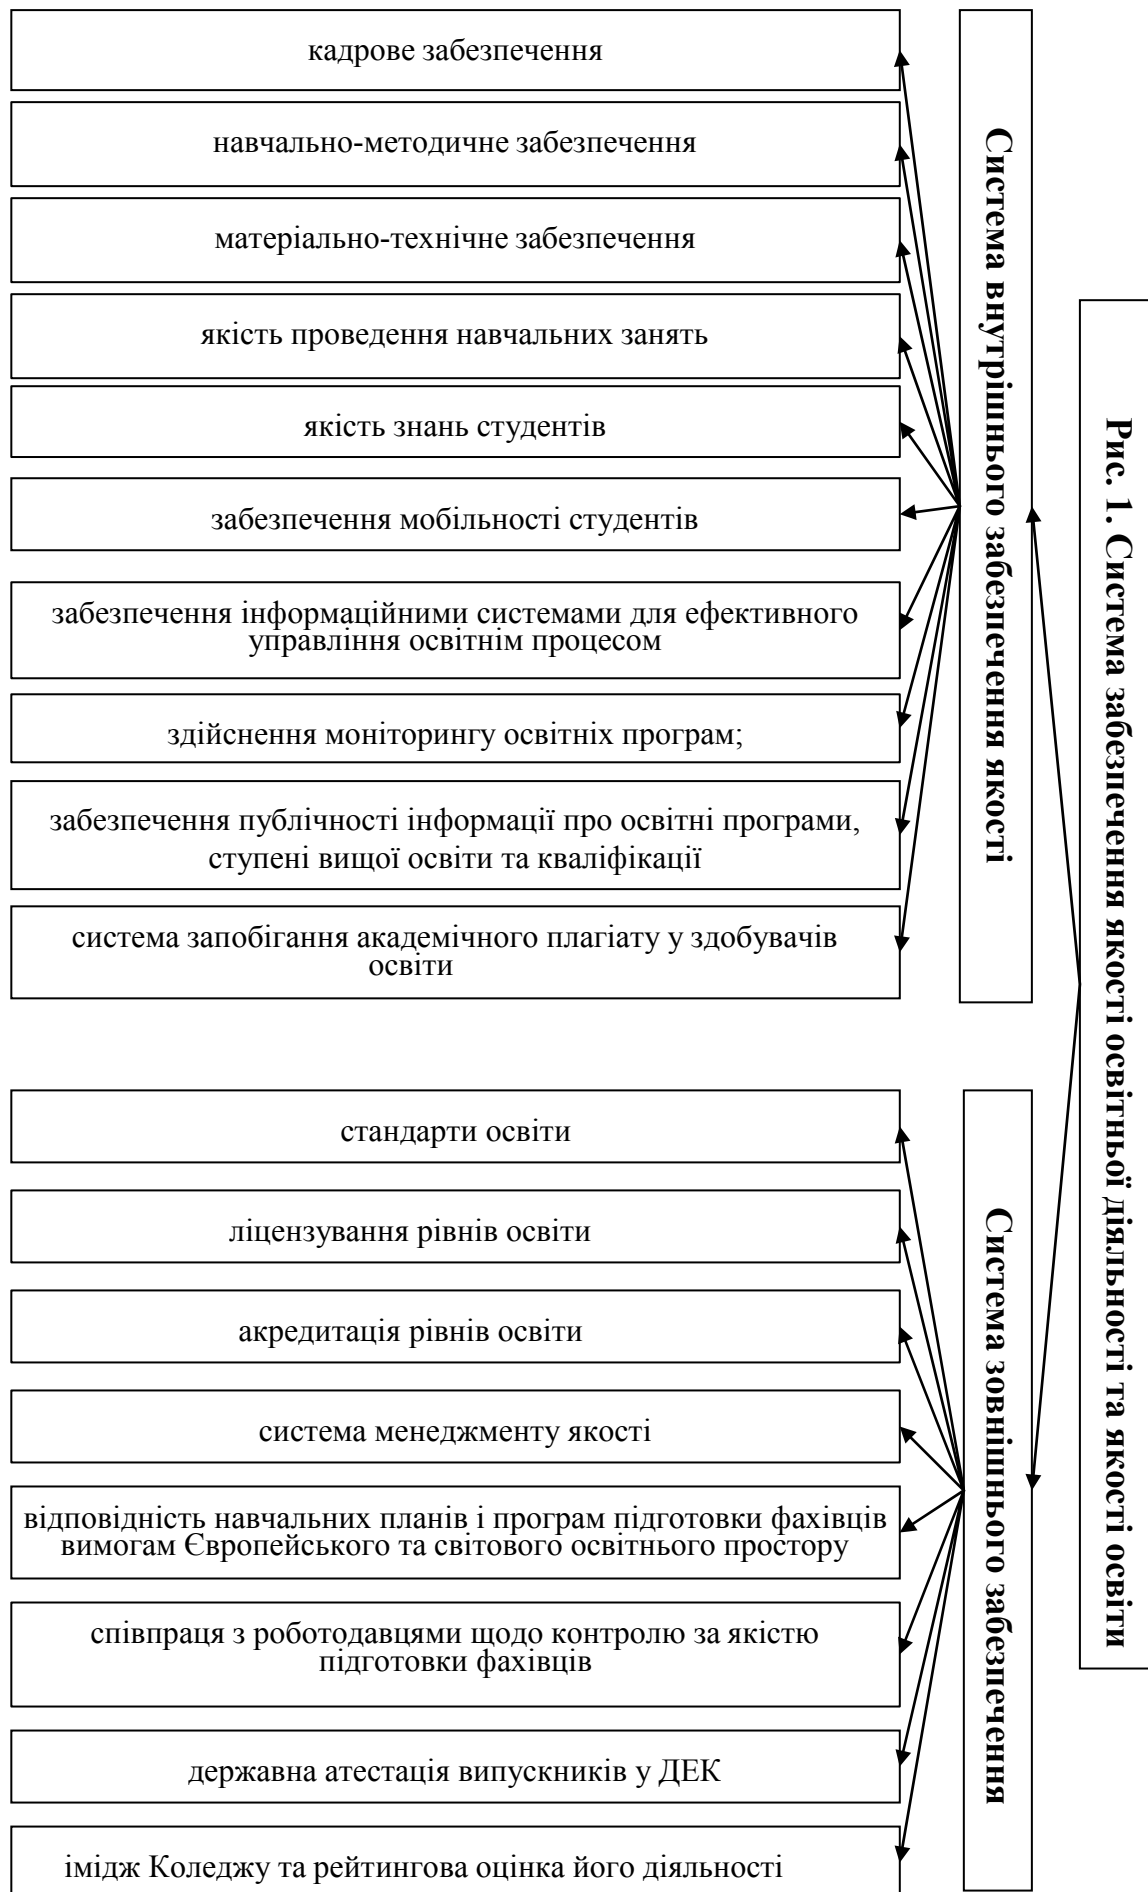 Рис. 1. Система забезпечення якості освітньої діяльності та якості освіти
Система внутрішнього забезпечення якості
кадрове забезпечення
навчально-методичне забезпечення
матеріально-технічне забезпечення
якість проведення навчальних занять
якість знань студентів
забезпечення мобільності студентів
забезпечення інформаційними системами для ефективного
управління освітнім процесом
здійснення моніторингу освітніх програм;
забезпечення публічності інформації про освітні програми,
ступені вищої освіти та кваліфікації
система запобігання академічного плагіату у здобувачів
освіти
Система зовнішнього забезпечення
стандарти освіти
ліцензування рівнів освіти
акредитація рівнів освіти
система менеджменту якості
відповідність навчальних планів і програм підготовки фахівців
вимогам Європейського та світового освітнього простору
співпраця з роботодавцями щодо контролю за якістю
підготовки фахівців
державна атестація випускників у ДЕК
імідж Коледжу та рейтингова оцінка його діяльності